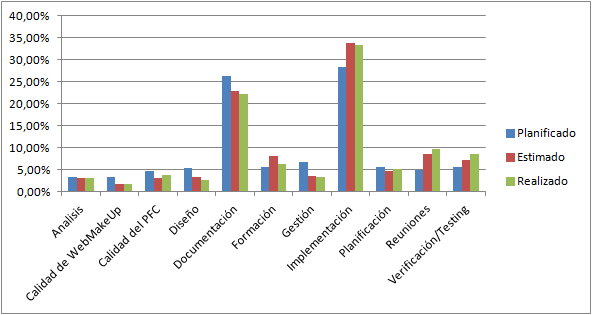 40,00%
35,00%
30,00%
25,00%
20,00%
15,00%
10,00%
5,00%
0,00%
Analisis
Calidad de WebMakeUp
Calidad del PFC
Diseño
Documentación
Formación
Gestión
Implementación
Planificación
Reuniones
Verificación/Testing
Planificado
Estimado
Realizado